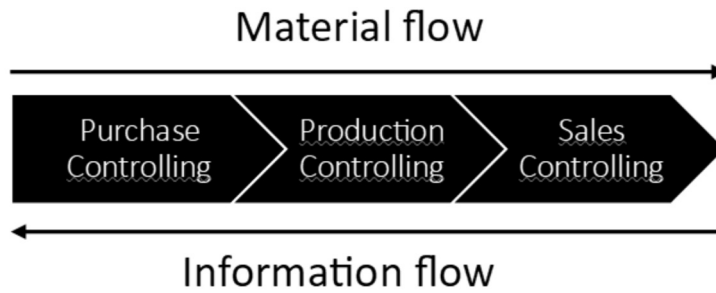 Material flow
Purchase
Controlling
Production
Controlling
Sales
Controlling
Information flow